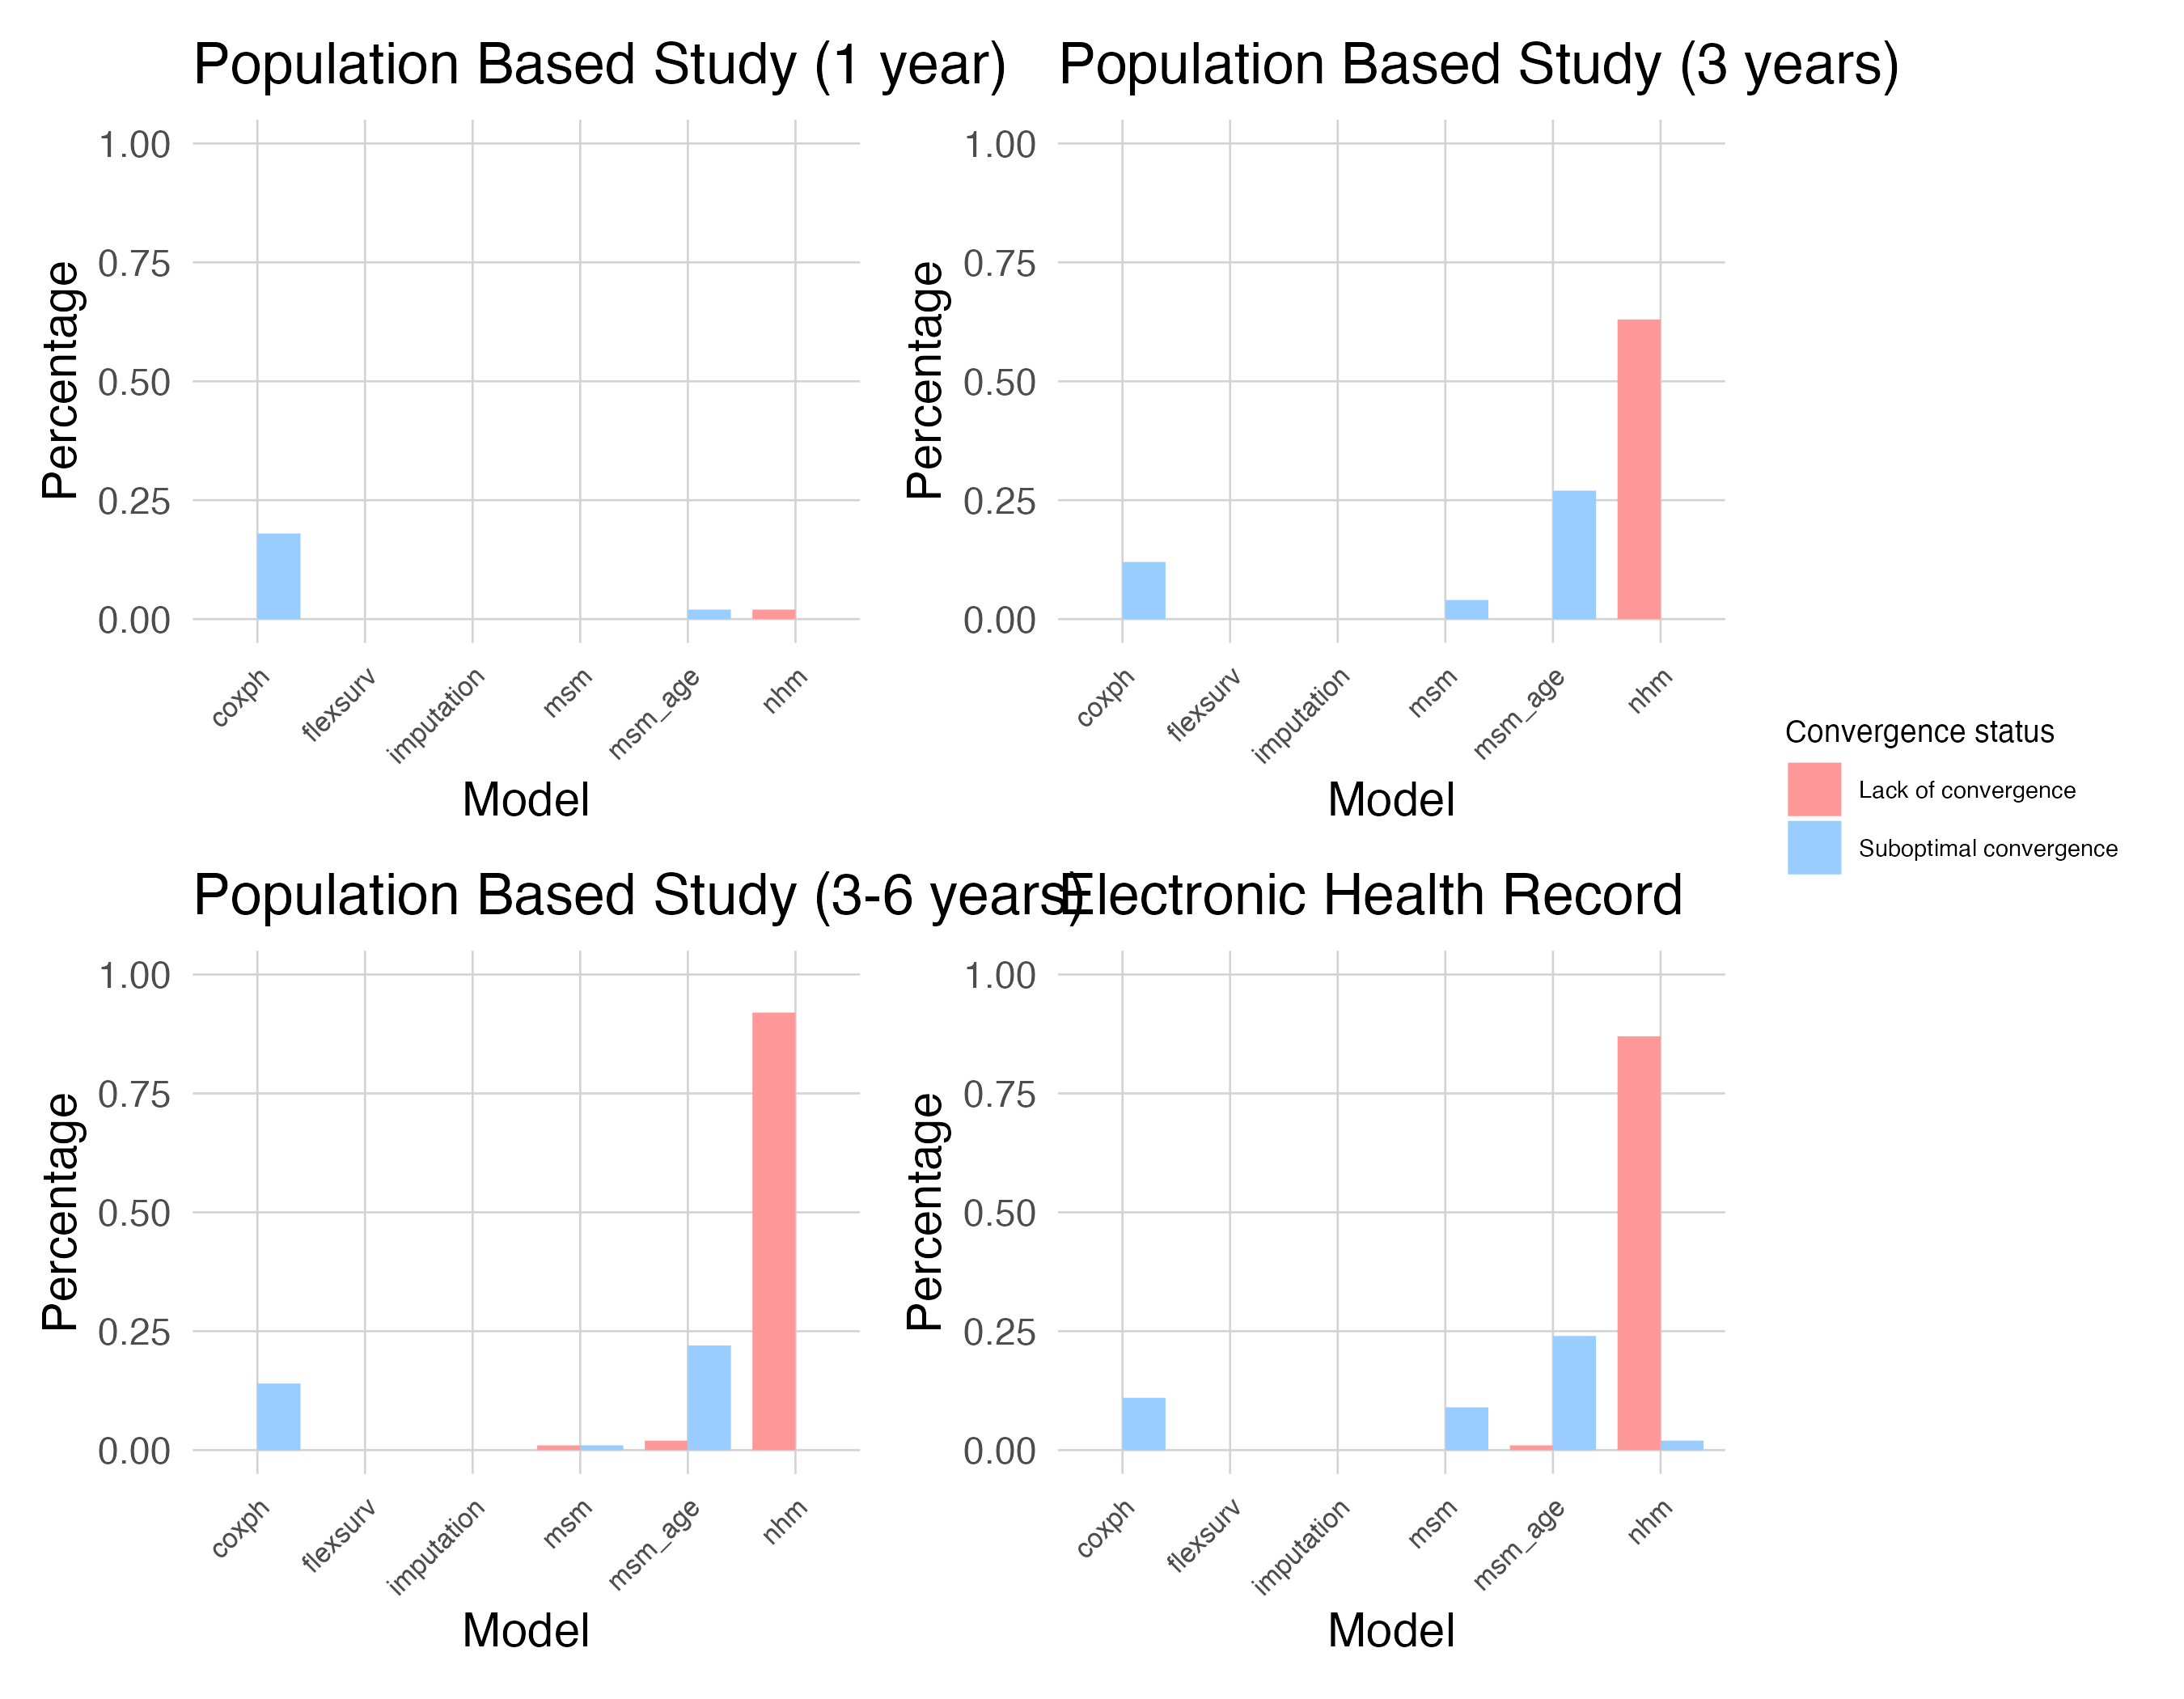 Population Based Study (1 year)
1.00
0.75
0.50
0.25
0.00
Percentage
coxph
flexsurv
imputation
msm
msm_age
nhm
Model
Population Based Study (3 years)
1.00
0.75
0.50
0.25
0.00
Percentage
coxph
flexsurv
imputation
msm
msm_age
nhm
Model
Convergence status
Lack of convergence
Suboptimal convergence
Population Based Study (3-6 years)
1.00
0.75
0.50
0.25
0.00
Percentage
coxph
flexsurv
imputation
msm
msm_age
nhm
Model
Electronic Health Record
1.00
0.75
0.50
0.25
0.00
Percentage
coxph
flexsurv
imputation
msm
msm_age
nhm
Model